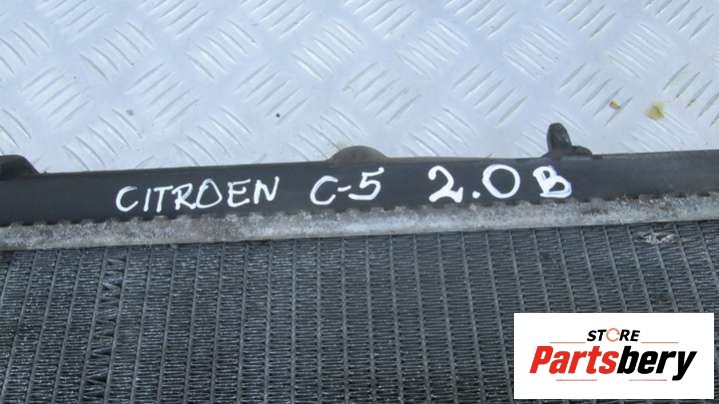 CITROEN C-5 2.0B
STORE
Partsbery